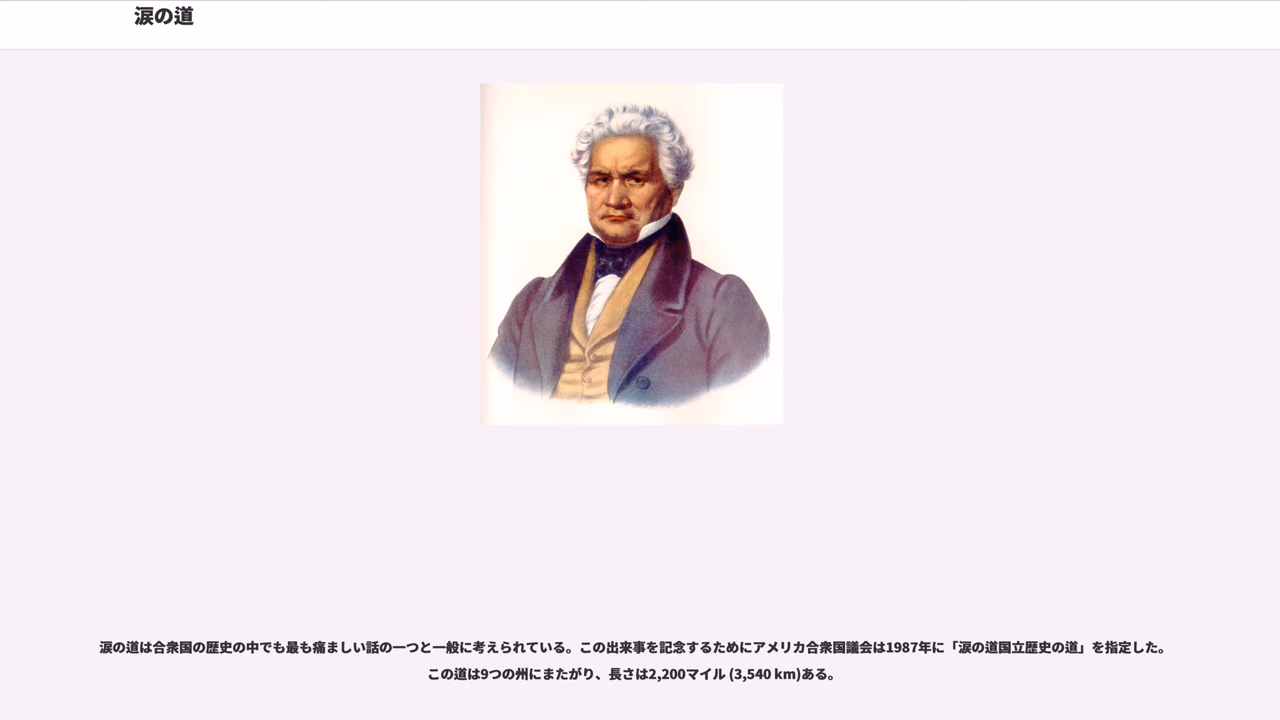 涙の道
涙の道は合衆国の歴史の中でも最も痛ましい話の一つと一般に考えられている。この出来事を記念するためにアメリカ合衆国議会は1987年に「涙の道国立歴史の道」を指定した。
この道は9つの州にまたがり、長さは2,200マイル (3,540 km)ある。